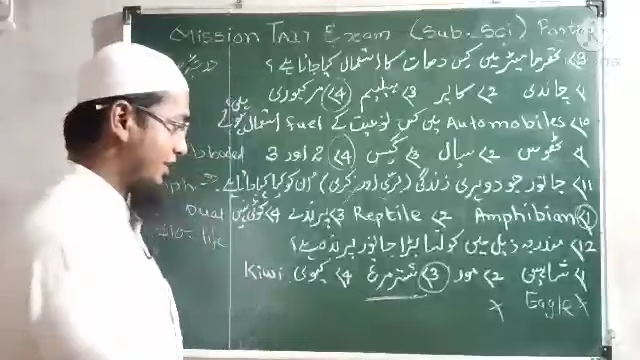 Mission TAIT Exam (Sub-Sci) Part
9> تھرمامیٹر میں کس دھات کا استعمال کیا جاتا ہے؟
1> چاندی 2> کاپر 3> ہیلیم 4> مرکیوری
10> Automobiles میں کس نوعیت کے Fuel استعمال ہوتے ہیں
1> ٹھوس 2> سیال 3> گیس 4> 2 اور 3
11> جانور جو دوہری زندگی (تری اور خشکی) ان کو کیا کہا جاتا ہے
1> Amphibian 2> Reptile 3> پرندے 4> کوئی نہیں
Dual life
12> مندرجہ ذیل میں کونسا بڑا جانور پرندہ ہے؟
1> شاہین 2> مور 3> شتر مرغ 4> کیوی Kiwi
Eagle x x